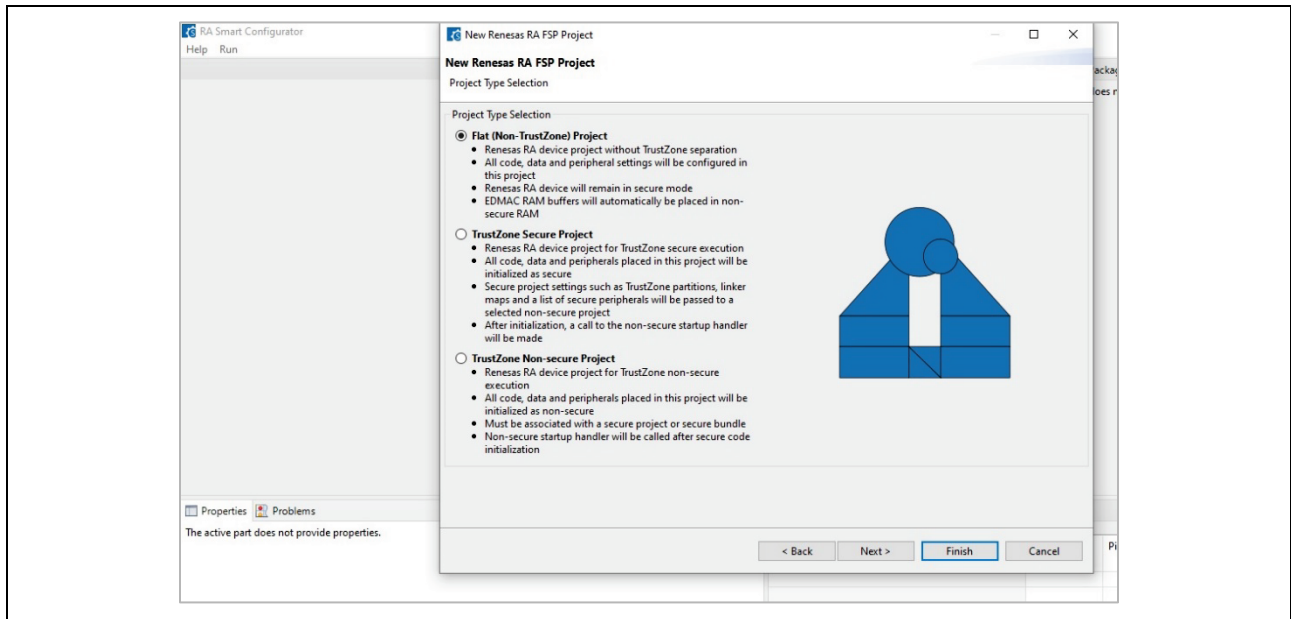 RA Smart Configurator
Help Run
New Renesas RA FSP Project
New Renesas RA FSP Project
Project Type Selection
Project Type Selection
Flat (Non-TrustZone) Project
• Renesas RA device project without TrustZone separation
• All code, data and peripheral settings will be configured in
this project
• Renesas RA device will remain in secure mode
• EDMAC RAM buffers will automatically be placed in non-
secure RAM
TrustZone Secure Project
• Renesas RA device project for TrustZone secure execution
• All code, data and peripherals placed in this project will be
initialized as secure
• Secure project settings such as TrustZone partitions, linker
maps and a list of secure peripherals will be passed to a
selected non-secure project
• After initialization, a call to the non-secure startup handler
will be made
TrustZone Non-secure Project
• Renesas RA device project for TrustZone non-secure
execution
• All code, data and peripherals placed in this project will be
initialized as non-secure
• Must be associated with a secure project or secure bundle
• Non-secure startup handler will be called after secure code
initialization
Properties Problems
The active part does not provide properties.
< Back Next > Finish Cancel